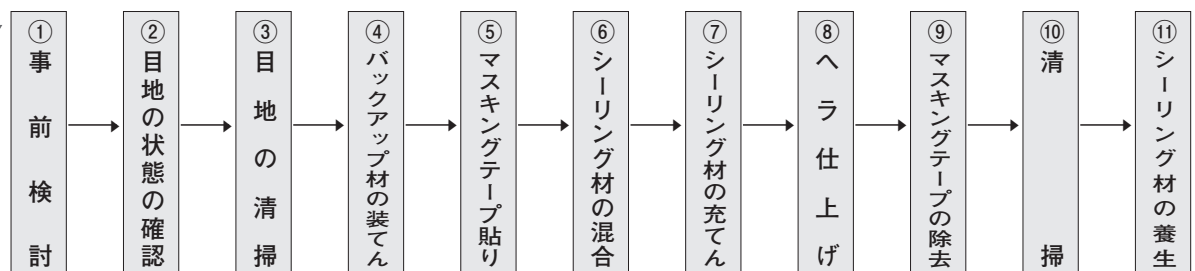 ①事前検討
②目地の状態の確認
③目地の清掃
④バックアップ材の装てん
⑤マスキングテープ貼り
⑥シーリング材の混合
⑦シーリング材の充てん
⑧ヘラ仕上げ
⑨マスキングテープの除去
⑩清掃
⑪シーリング材の養生